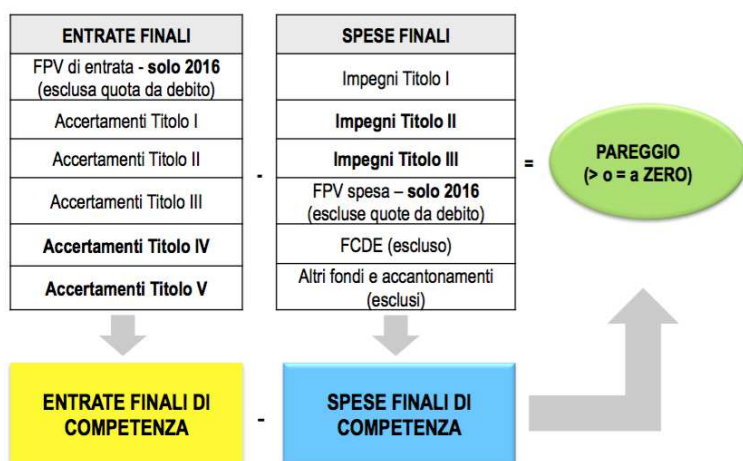 ENTRATE FINALI
FPV di entrata - solo 2016
(esclusa quota da debito)
Accertamenti Titolo I
Accertamenti Titolo II
Accertamenti Titolo III
Accertamenti Titolo IV
Accertamenti Titolo V
-
SPESE FINALI
Impegni Titolo I
Impegni Titolo II
Impegni Titolo III
FPV spesa – solo 2016
(escluse quote da debito)
FCDE (escluso)
Altri fondi e accantonamenti
(esclusi)
=
PAREGGIO
(> o = a ZERO)
ENTRATE FINALI DI
COMPETENZA
-
SPESE FINALI DI
COMPETENZA